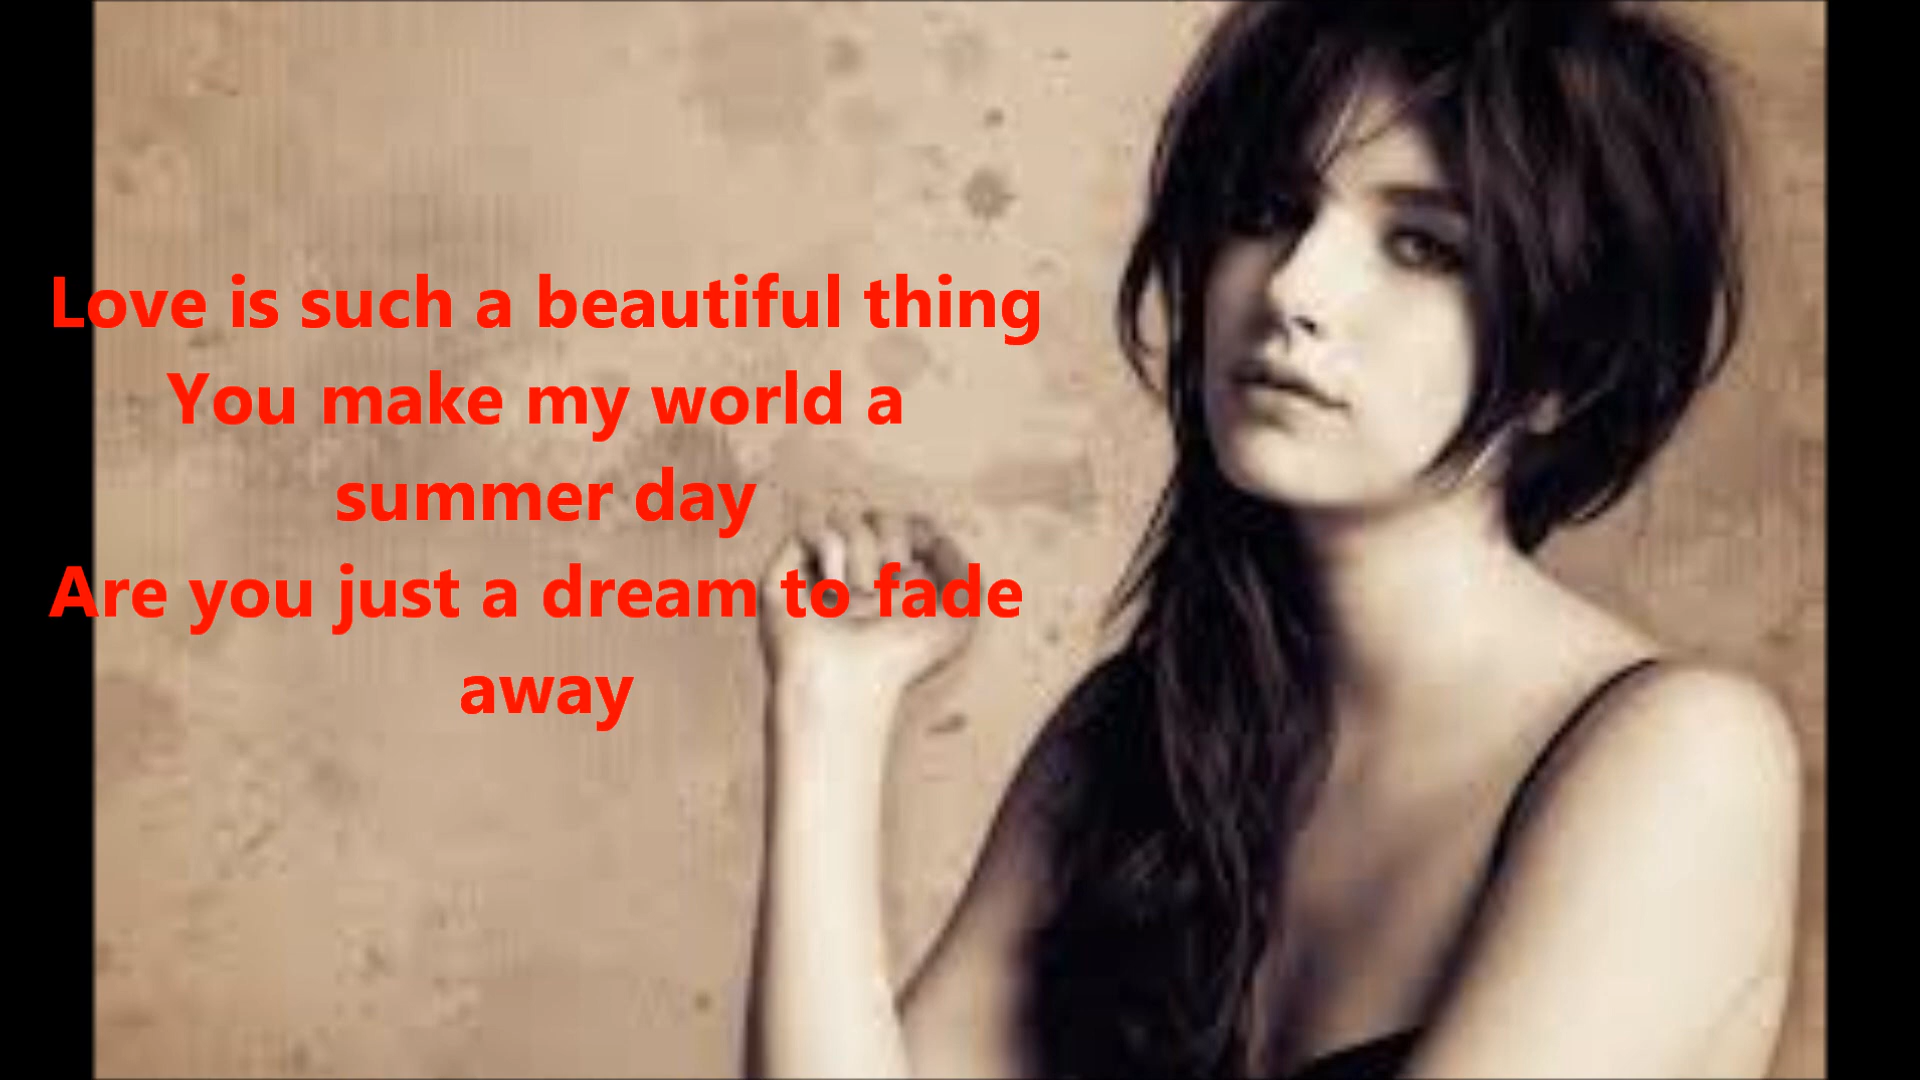 Love is such a beautiful thing
You make my world a
summer day
Are you just a dream to fade
away